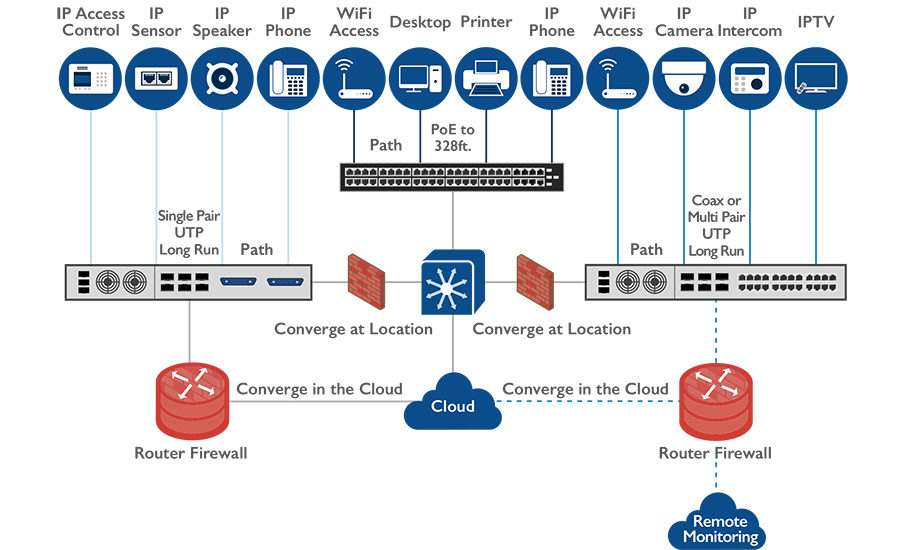 IP Access
Control
IP
Sensor
IP
Speaker
IP
Phone
WiFi
Access
Desktop
Printer
IP
Phone
WiFi
Access
IP
Camera
IP
Intercom
IPTV
Path
PoE to
328ft.
Single Pair
UTP
Long Run
Path
Path
Coax or
Multi Pair
UTP
Long Run
Converge at Location
Converge at Location
Converge in the Cloud
Cloud
Converge in the Cloud
Router Firewall
Router Firewall
Remote
Monitoring